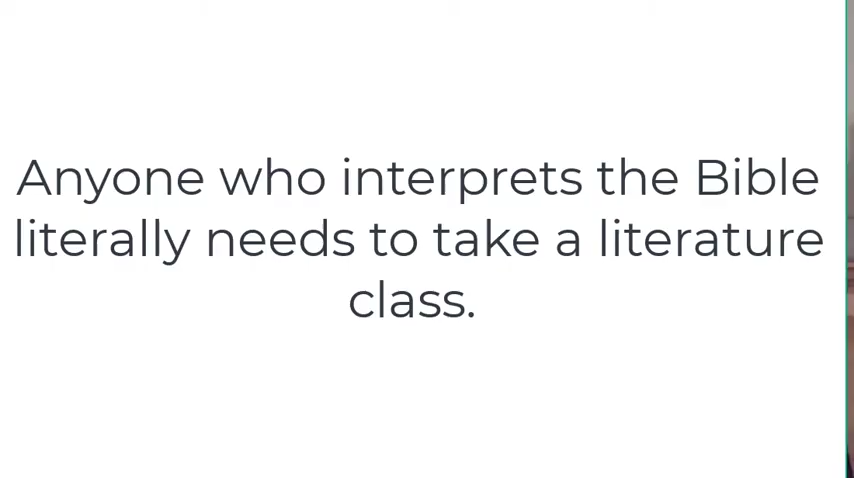 Anyone who interprets the Bible
literally needs to take a literature
class.